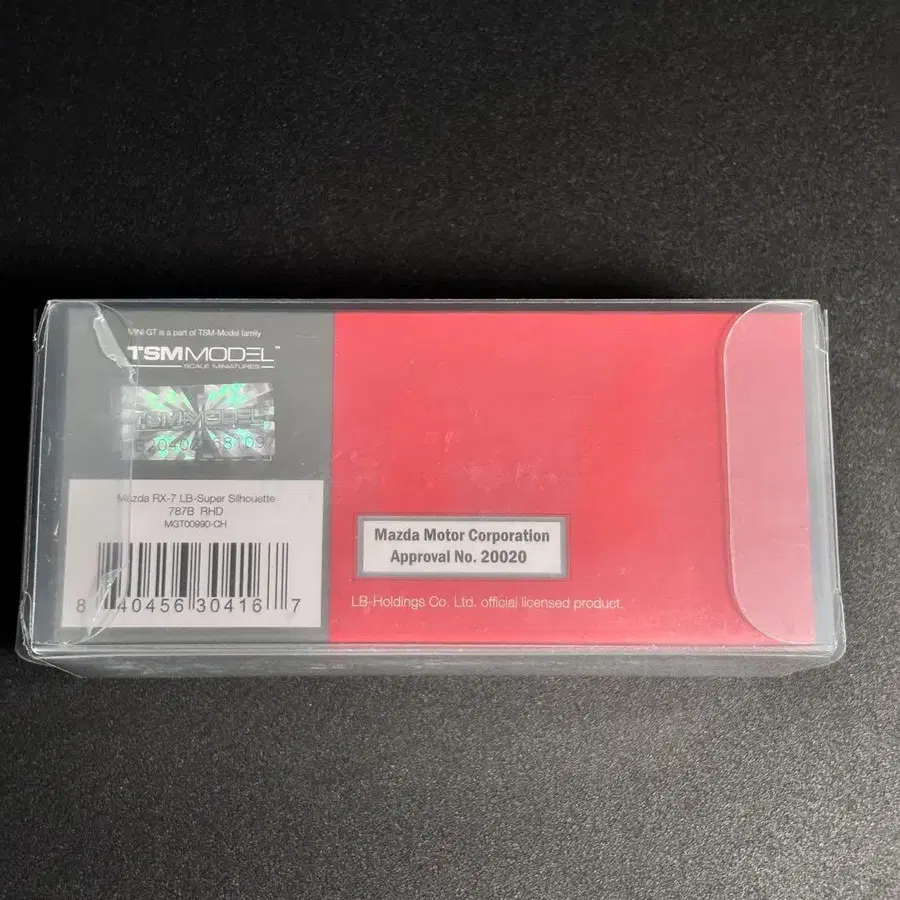 MINI GT is a part of TSM-Model family
TSMMODEL™
SCALE MINIATURES
TSMMODEL
Mazda RX-7 LB-Super Silhouette
787B RHD
MGT00990-CH
8 40456 30416 7
Mazda Motor Corporation
Approval No. 20020
LB-Holdings Co. Ltd. official licensed product.